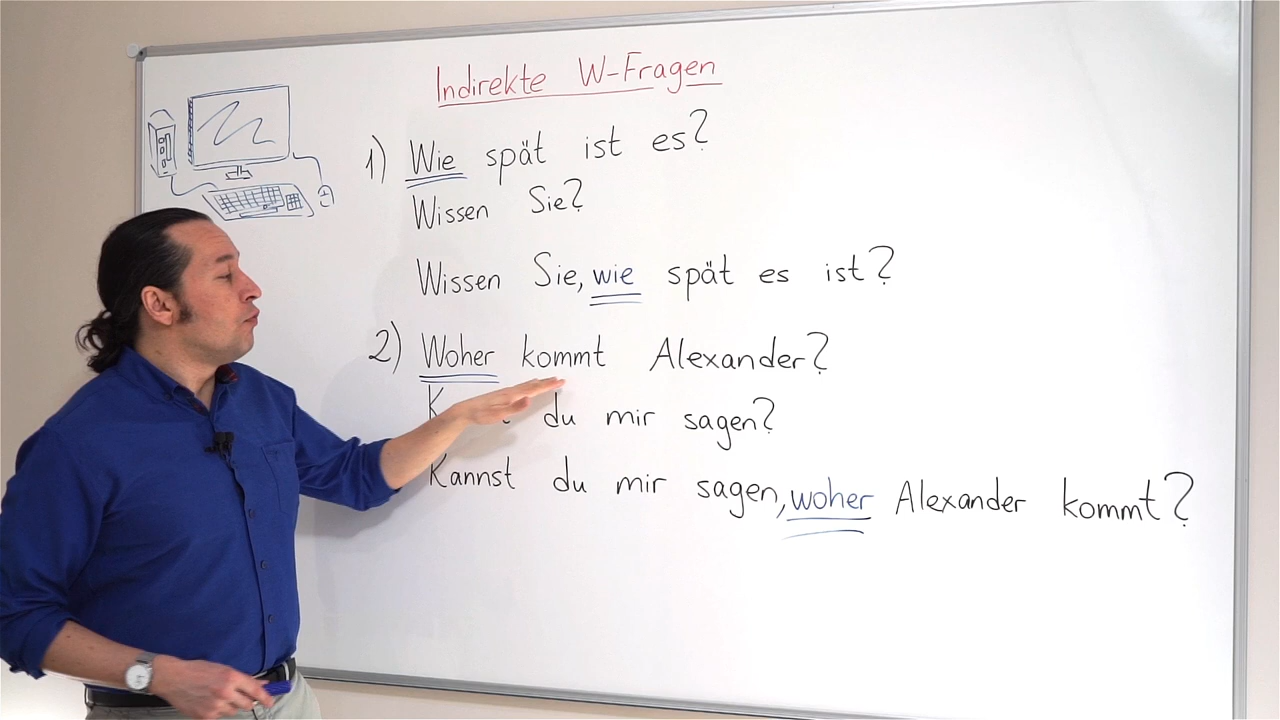 Indirekte W-Fragen
1) Wie spät ist es?
Wissen Sie?
Wissen Sie, wie spät es ist?
2) Woher kommt Alexander?
du mir sagen?
Kannst du mir sagen, woher Alexander kommt?